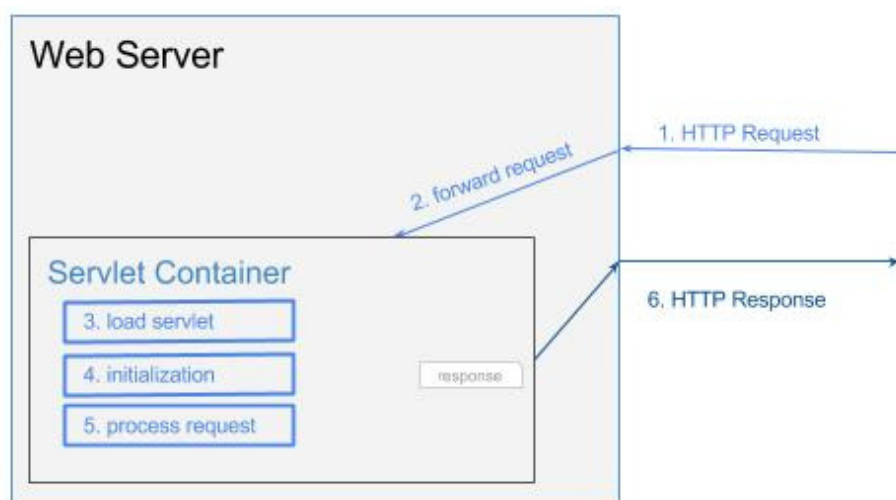 Web Server
1. HTTP Request
2. forward request
Servlet Container
3. load servlet
6. HTTP Response
4. initialization
response
5. process request